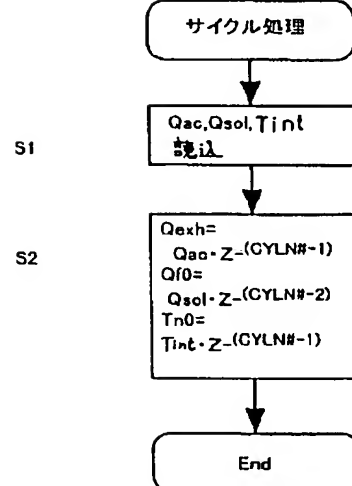 サイクル処理
S1
Qac,Qsol,Tint
読込
S2
Qexh=
Qac・Z-(CYLN#-1)
Qf0=
Qsol・Z-(CYLN#-2)
Tn0=
Tint・Z-(CYLN#-1)
End